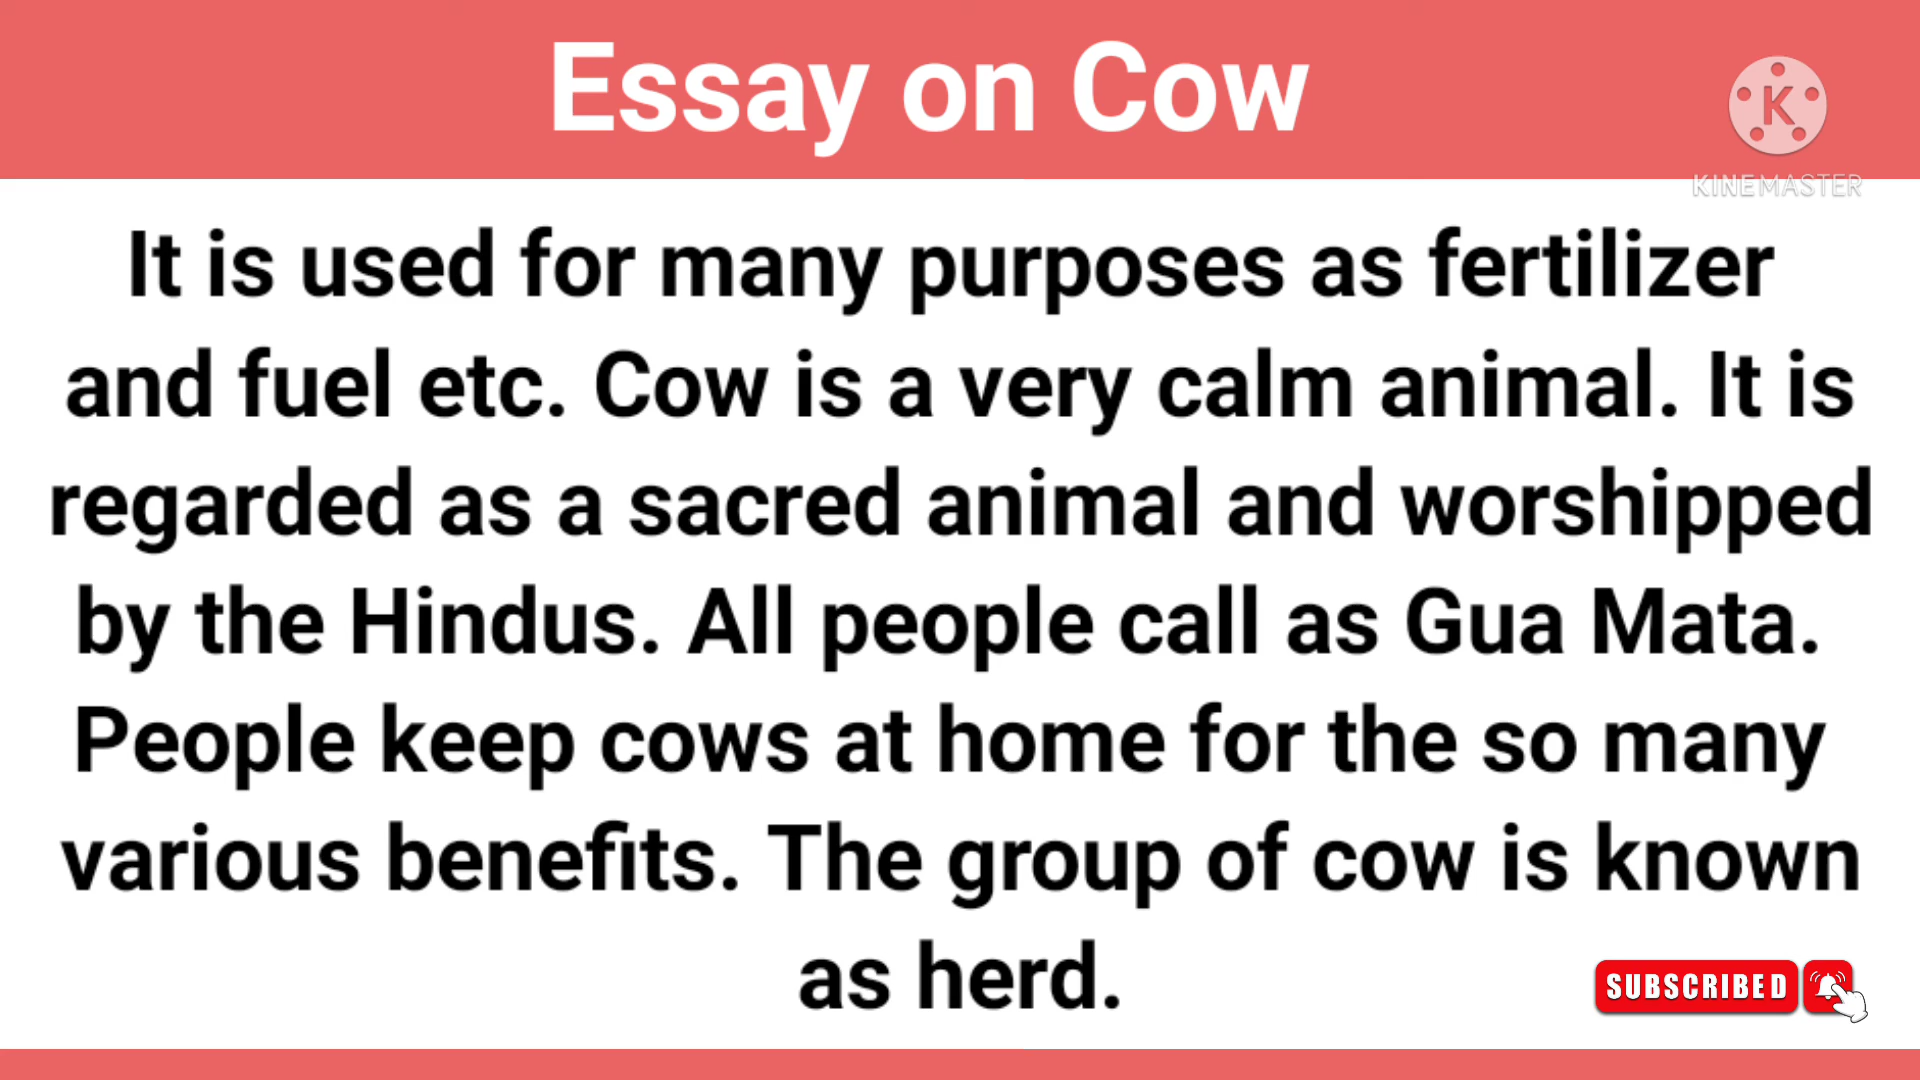 Essay on Cow
K
KINEMASTER
It is used for many purposes as fertilizer
and fuel etc. Cow is a very calm animal. It is
regarded as a sacred animal and worshipped
by the Hindus. All people call as Gua Mata.
People keep cows at home for the so many
various benefits. The group of cow is known
as herd.
SUBSCRIBED